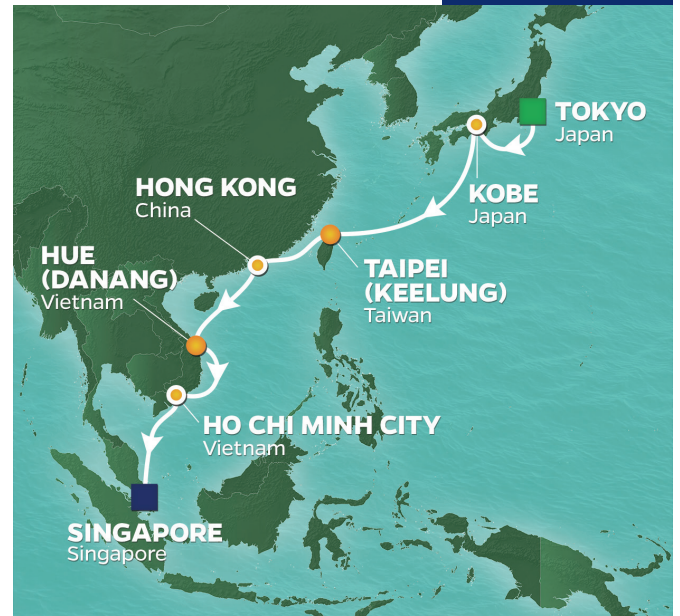 TOKYO
Japan
KOBE
Japan
HONG KONG
China
HUE
(DANANG)
Vietnam
TAIPEI
(KEELUNG)
Taiwan
HO CHI MINH CITY
Vietnam
SINGAPORE
Singapore